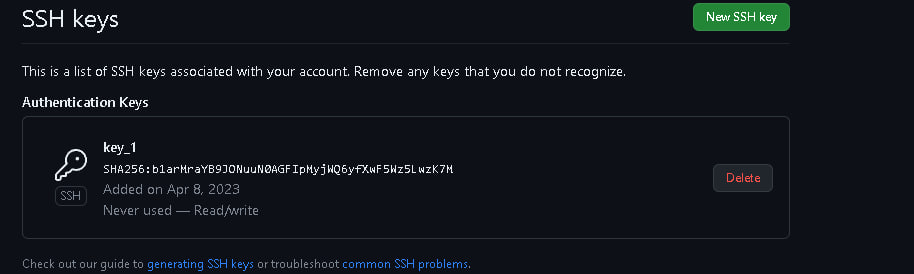 SSH keys
New SSH key
This is a list of SSH keys associated with your account. Remove any keys that you do not recognize.
Authentication Keys
key_1
SHA256:b1arMnaYB9JONuuN0AGFIpMyjWQ6yfXwF5Wz5LwzK7M
SSH
Added on Apr 8, 2023
Never used — Read/write
Delete
Check out our guide to generating SSH keys or troubleshoot common SSH problems.